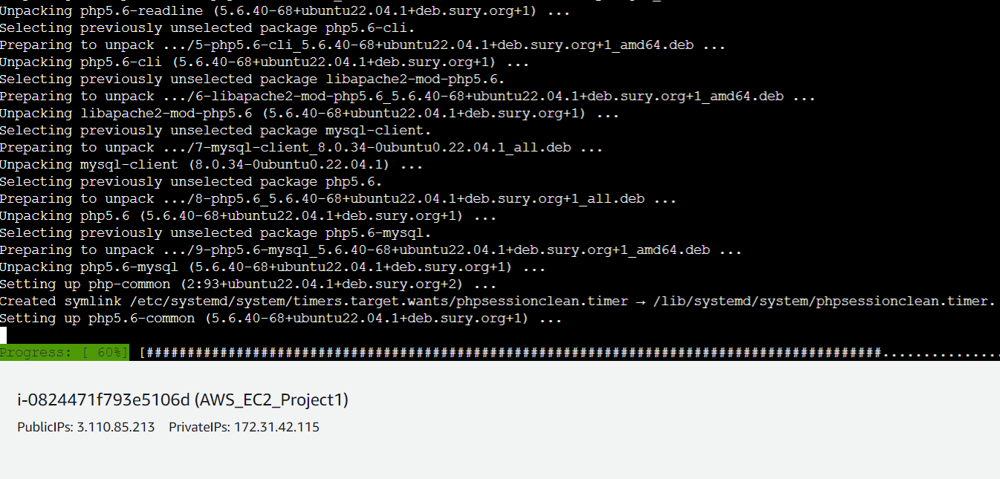 Unpacking php5.6-readline (5.6.40-68+ubuntu22.04.1+deb.sury.org+1) ...
Selecting previously unselected package php5.6-cli.
Preparing to unpack .../5-php5.6-cli_5.6.40-68+ubuntu22.04.1+deb.sury.org+1_amd64.deb ...
Unpacking php5.6-cli (5.6.40-68+ubuntu22.04.1+deb.sury.org+1) ...
Selecting previously unselected package libapache2-mod-php5.6.
Preparing to unpack .../6-libapache2-mod-php5.6_5.6.40-68+ubuntu22.04.1+deb.sury.org+1_amd64.deb ...
Unpacking libapache2-mod-php5.6 (5.6.40-68+ubuntu22.04.1+deb.sury.org+1) ...
Selecting previously unselected package mysql-client.
Preparing to unpack .../7-mysql-client_8.0.34-0ubuntu0.22.04.1_all.deb ...
Unpacking mysql-client (8.0.34-0ubuntu0.22.04.1) ...
Selecting previously unselected package php5.6.
Preparing to unpack .../8-php5.6_5.6.40-68+ubuntu22.04.1+deb.sury.org+1_all.deb ...
Unpacking php5.6 (5.6.40-68+ubuntu22.04.1+deb.sury.org+1) ...
Selecting previously unselected package php5.6-mysql.
Preparing to unpack .../9-php5.6-mysql_5.6.40-68+ubuntu22.04.1+deb.sury.org+1_amd64.deb ...
Unpacking php5.6-mysql (5.6.40-68+ubuntu22.04.1+deb.sury.org+1) ...
Setting up php-common (2:93+ubuntu22.04.1+deb.sury.org+2) ...
Created symlink /etc/systemd/system/timers.target.wants/phpsessionclean.timer → /lib/systemd/system/phpsessionclean.timer.
Setting up php5.6-common (5.6.40-68+ubuntu22.04.1+deb.sury.org+1) ...
Progress: [ 60%] [##########################################################################################...............
i-0824471f793e5106d (AWS_EC2_Project1)
PublicIPs: 3.110.85.213 PrivateIPs: 172.31.42.115